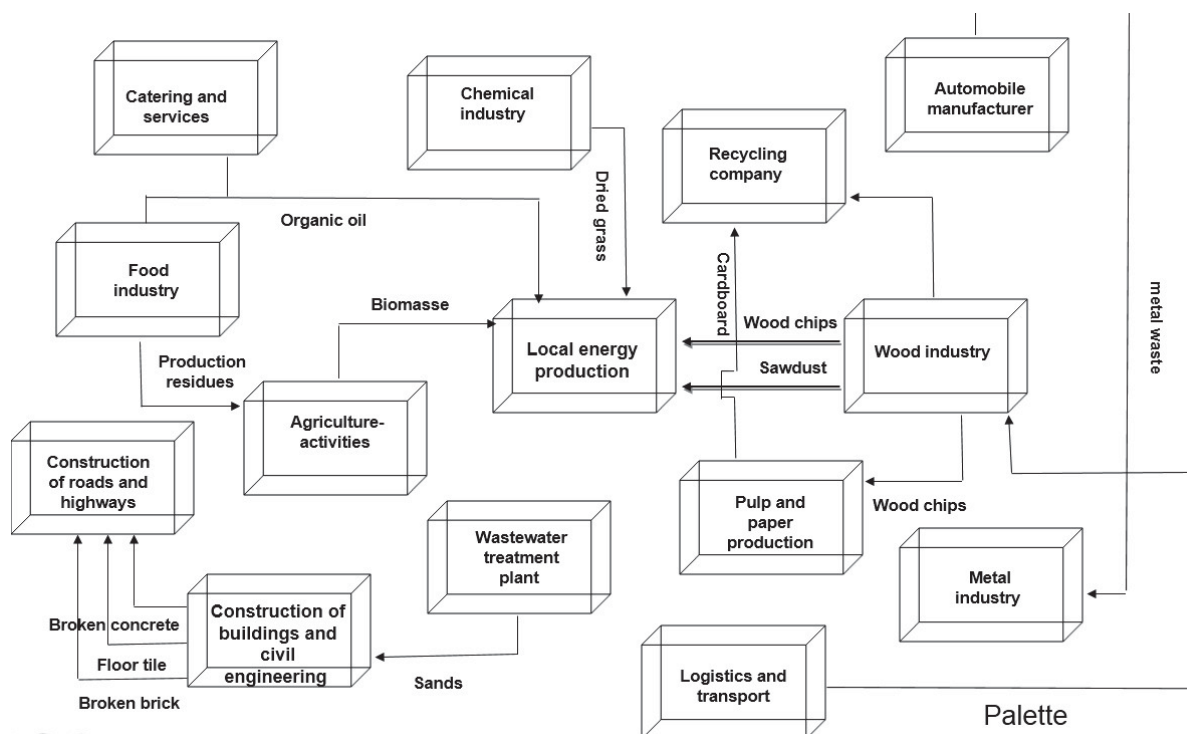 Catering and
services
Chemical
industry
Automobile
manufacturer
Recycling
company
Dried grass
Organic oil
Food
industry
Cardboard
metal waste
Biomasse
Wood chips
Local energy
production
Wood industry
Sawdust
Production
residues
Agriculture-
activities
Construction
of roads and
highways
Pulp and
paper
production
Wood chips
Wastewater
treatment
plant
Metal
industry
Construction of
buildings and
civil
engineering
Broken concrete
Floor tile
Broken brick
Sands
Logistics and
transport
Palette